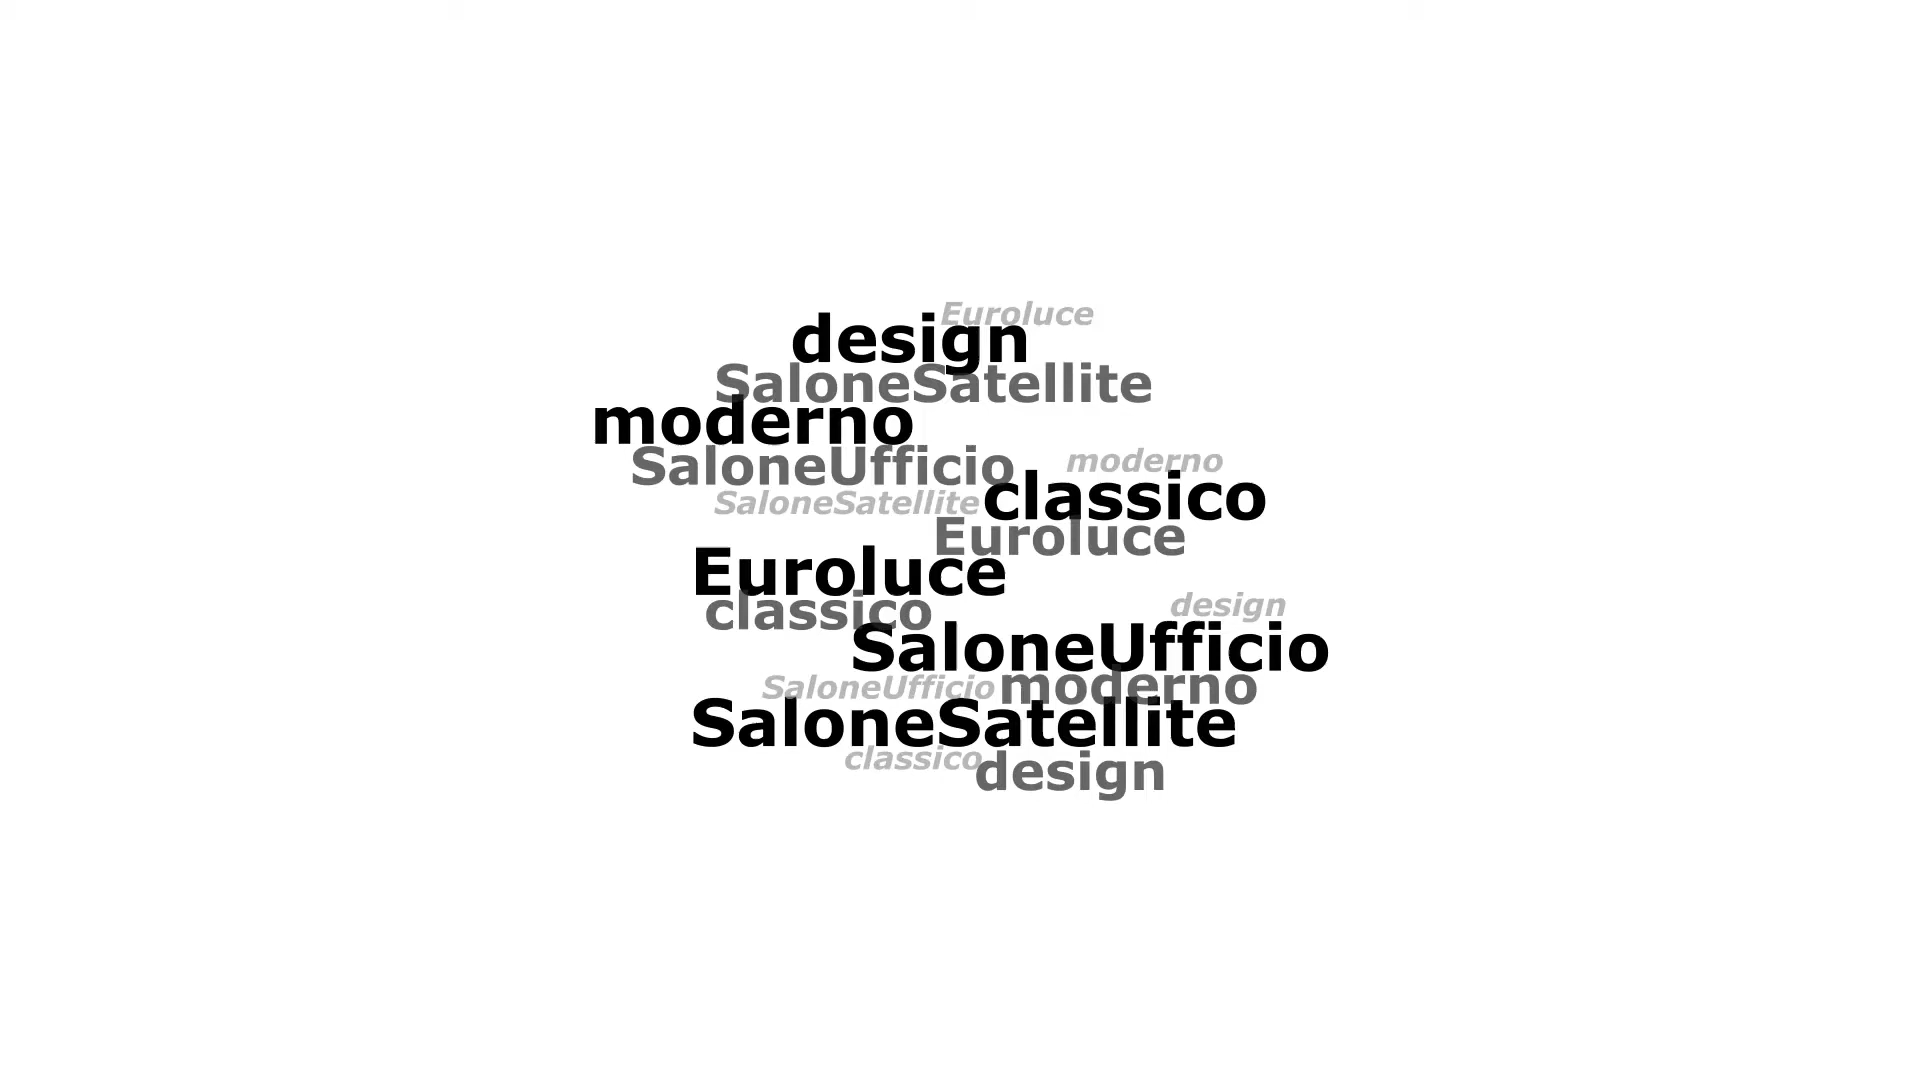 Euroluce
design
SaloneSatellite
moderno
SaloneUfficio
moderno
classico
SaloneSatellite
Euroluce
Euroluce
classico
design
SaloneUfficio
SaloneUfficio
moderno
SaloneSatellite
classico
design